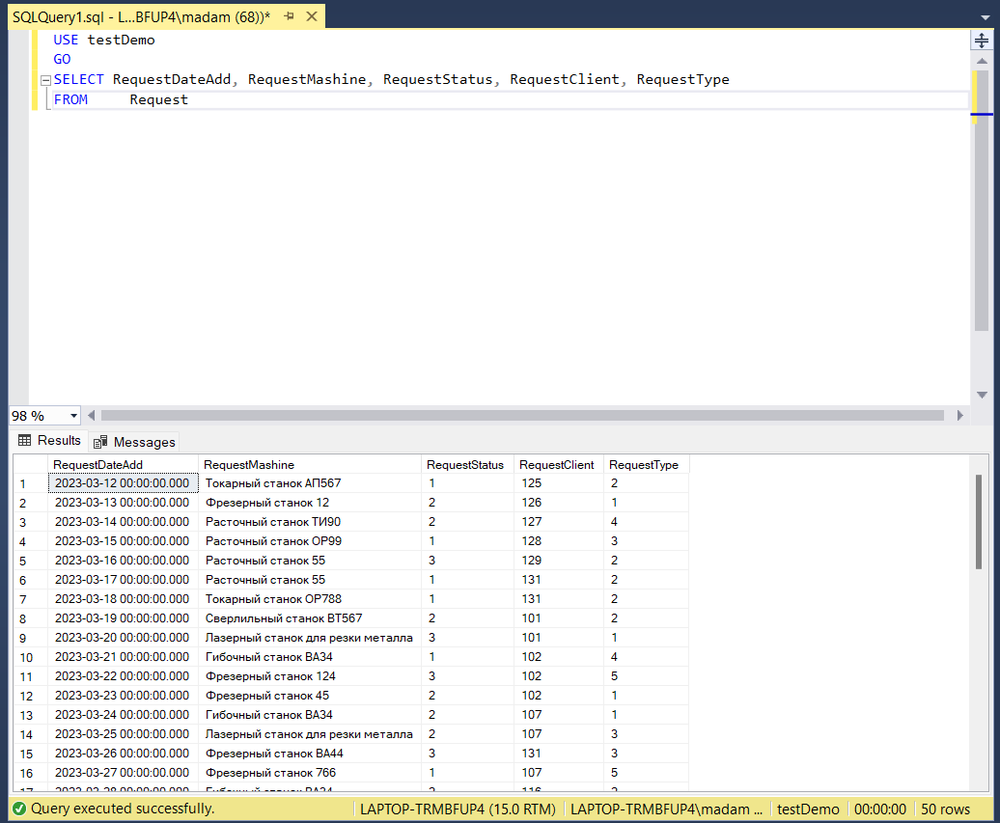 SQLQuery1.sql - L...BFUP4\madam (68))*
USE testDemo
GO
SELECT RequestDateAdd, RequestMashine, RequestStatus, RequestClient, RequestType
FROM Request
98 %
Results Messages
RequestDateAdd RequestMashine RequestStatus RequestClient RequestType
1 2023-03-12 00:00:00.000 Токарный станок АП567 1 125 2
2 2023-03-13 00:00:00.000 Фрезерный станок 12 2 126 1
3 2023-03-14 00:00:00.000 Расточный станок ТИ90 2 127 4
4 2023-03-15 00:00:00.000 Расточный станок ОР99 1 128 3
5 2023-03-16 00:00:00.000 Расточный станок 55 3 129 2
6 2023-03-17 00:00:00.000 Расточный станок 55 1 131 2
7 2023-03-18 00:00:00.000 Токарный станок ОР788 1 131 2
8 2023-03-19 00:00:00.000 Сверлильный станок ВТ567 2 101 2
9 2023-03-20 00:00:00.000 Лазерный станок для резки металла 3 101 1
10 2023-03-21 00:00:00.000 Гибочный станок ВА34 1 102 4
11 2023-03-22 00:00:00.000 Фрезерный станок 124 3 102 5
12 2023-03-23 00:00:00.000 Фрезерный станок 45 2 102 1
13 2023-03-24 00:00:00.000 Гибочный станок ВА34 2 107 1
14 2023-03-25 00:00:00.000 Лазерный станок для резки металла 2 107 3
15 2023-03-26 00:00:00.000 Фрезерный станок ВА44 3 131 3
16 2023-03-27 00:00:00.000 Фрезерный станок 766 1 107 5
17 2023-03-28 00:00:00.000 Гибочный станок ВА34 2 116
Query executed successfully. LAPTOP-TRMBFUP4 (15.0 RTM) LAPTOP-TRMBFUP4\madam ... testDemo 00:00:00 50 rows